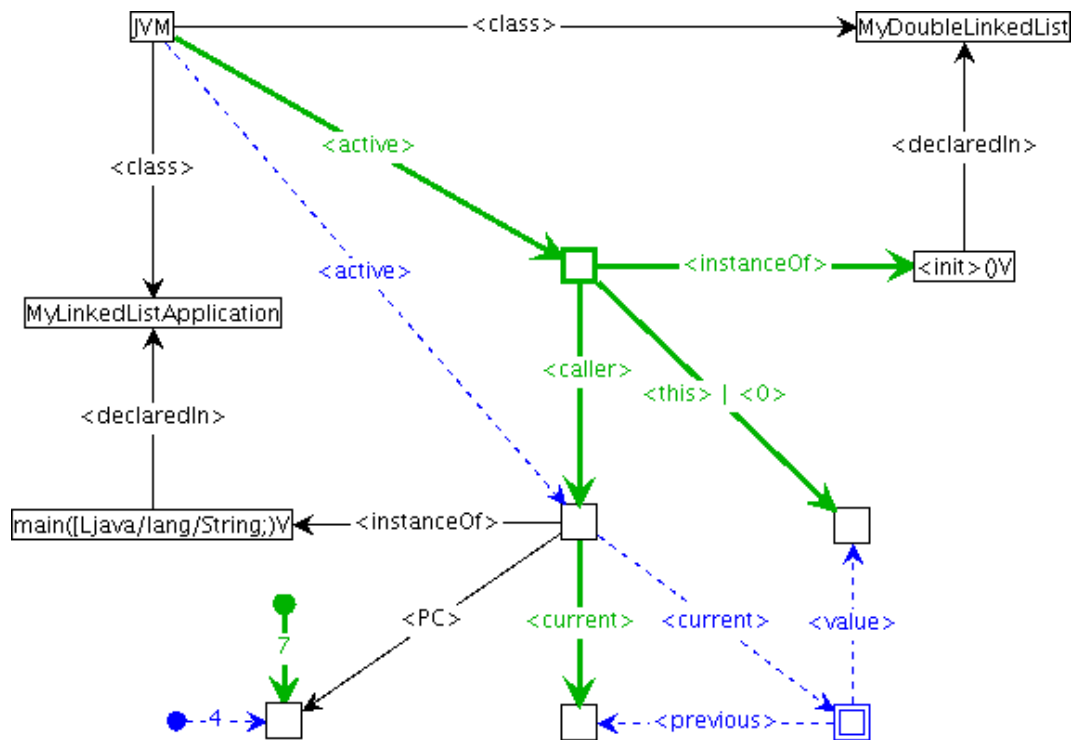 JVM
<class>
MyDoubleLinkedList
<active>
<declaredIn>
<class>
<active>
<instanceOf>
<init>()V
MyLinkedListApplication
<caller>
<this> | <0>
<declaredIn>
main([Ljava/lang/String;)V
<instanceOf>
<PC>
<current>
<current>
<value>
7
4
<previous>